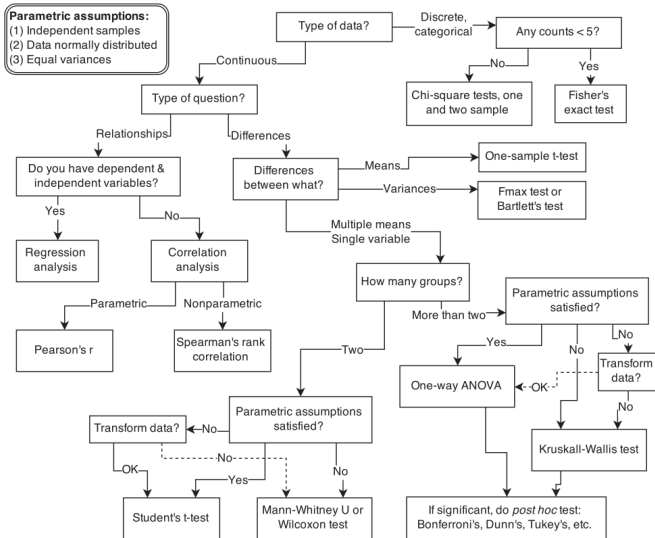 Parametric assumptions:
(1) Independent samples
(2) Data normally distributed
(3) Equal variances
Type of data?
Discrete,
categorical
Any counts < 5?
Continuous
No
Yes
Type of question?
Chi-square tests, one
and two sample
Fisher's
exact test
Relationships
Differences
Do you have dependent &
independent variables?
Differences
between what?
Means
One-sample t-test
Variances
Fmax test or
Bartlett's test
Yes
No
Multiple means
Single variable
Regression
analysis
Correlation
analysis
How many groups?
Parametric assumptions
satisfied?
Parametric
Nonparametric
More than two
Pearson's r
Spearman's rank
correlation
Two
Yes
No
No
One-way ANOVA
OK
Transform
data?
No
Transform data?
No
Parametric assumptions
satisfied?
Kruskall-Wallis test
OK
No
Yes
No
Student's t-test
Mann-Whitney U or
Wilcoxon test
If significant, do post hoc test:
Bonferroni's, Dunn's, Tukey's, etc.